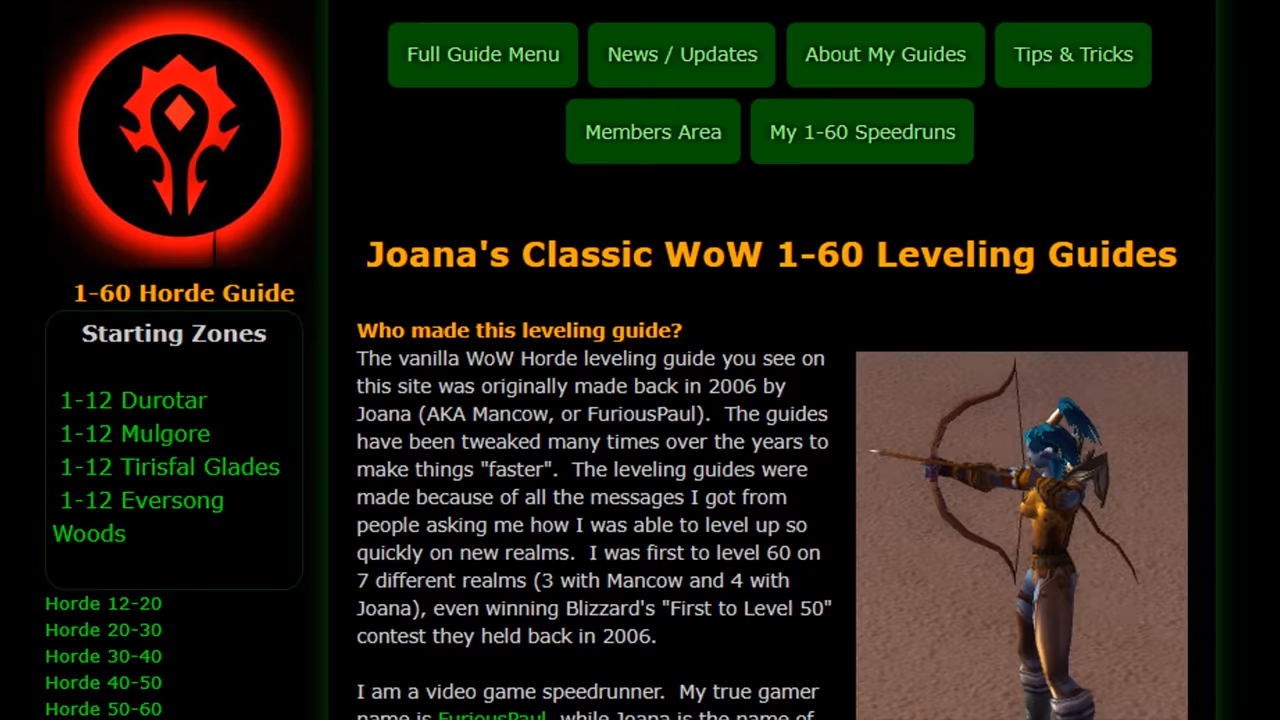 Full Guide Menu
News / Updates
About My Guides
Tips & Tricks
Members Area
My 1-60 Speedruns
1-60 Horde Guide
Starting Zones
1-12 Durotar
1-12 Mulgore
1-12 Tirisfal Glades
1-12 Eversong
Woods
Horde 12-20
Horde 20-30
Horde 30-40
Horde 40-50
Horde 50-60
Joana's Classic WoW 1-60 Leveling Guides
Who made this leveling guide?
The vanilla WoW Horde leveling guide you see on
this site was originally made back in 2006 by
Joana (AKA Mancow, or FuriousPaul).  The guides
have been tweaked many times over the years to
make things "faster".  The leveling guides were
made because of all the messages I got from
people asking me how I was able to level up so
quickly on new realms.  I was first to level 60 on
7 different realms (3 with Mancow and 4 with
Joana), even winning Blizzard's "First to Level 50"
contest they held back in 2006.
I am a video game speedrunner.  My true gamer
name is FuriousPaul, while Joana is the name of